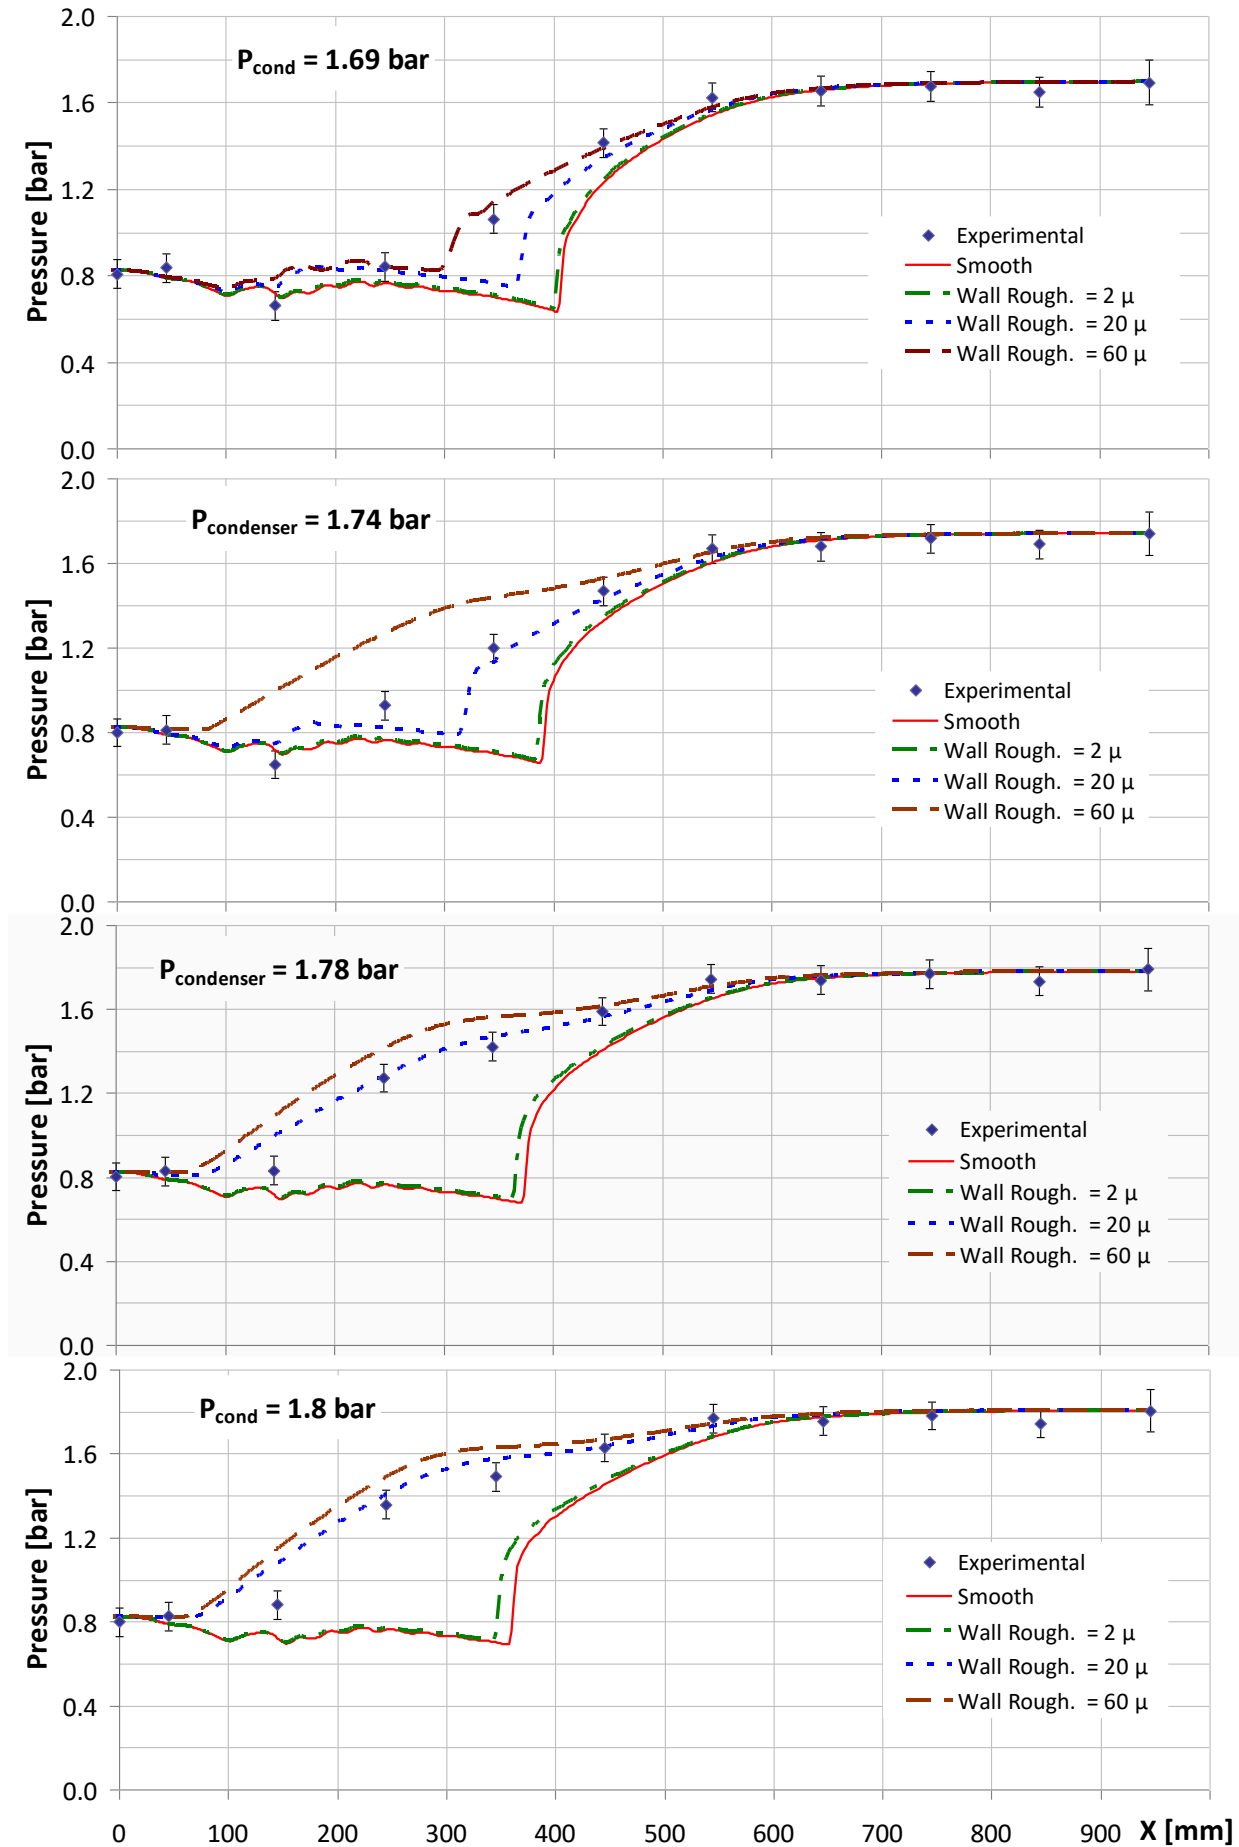 2.0
P_cond = 1.69 bar
1.6
1.2
0.8
0.4
0.0
Pressure [bar]
Experimental
Smooth
Wall Rough. = 2 μ
Wall Rough. = 20 μ
Wall Rough. = 60 μ
2.0
P_condenser = 1.74 bar
1.6
1.2
0.8
0.4
0.0
Pressure [bar]
Experimental
Smooth
Wall Rough. = 2 μ
Wall Rough. = 20 μ
Wall Rough. = 60 μ
2.0
P_condenser = 1.78 bar
1.6
1.2
0.8
0.4
0.0
Pressure [bar]
Experimental
Smooth
Wall Rough. = 2 μ
Wall Rough. = 20 μ
Wall Rough. = 60 μ
2.0
P_cond = 1.8 bar
1.6
1.2
0.8
0.4
0.0
Pressure [bar]
Experimental
Smooth
Wall Rough. = 2 μ
Wall Rough. = 20 μ
Wall Rough. = 60 μ
0 100 200 300 400 500 600 700 800 900 X [mm]